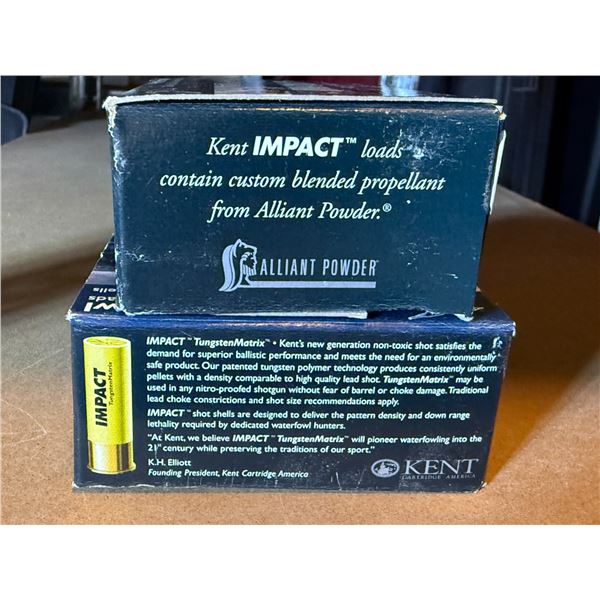 Kent IMPACT™ loads
contain custom blended propellant
from Alliant Powder.®
ALLIANT POWDER®
IMPACT™ TungstenMatrix™ • Kent's new generation non-toxic shot satisfies the
demand for superior ballistic performance and meets the need for an environmentally
safe product. Our patented tungsten polymer technology produces consistently uniform
pellets with a density comparable to high quality lead shot. TungstenMatrix™ may be
used in any nitro-proofed shotgun without fear of barrel or choke damage. Traditional
lead choke constrictions and shot size recommendations apply.
IMPACT™ shot shells are designed to deliver the pattern density and down range
lethality required by dedicated waterfowl hunters.
"At Kent, we believe IMPACT™ TungstenMatrix™ will pioneer waterfowling into the
21st century while preserving the traditions of our sport."
K.H. Elliott
Founding President, Kent Cartridge America
IMPACT
TungstenMatrix
KENT
CARTRIDGE AMERICA